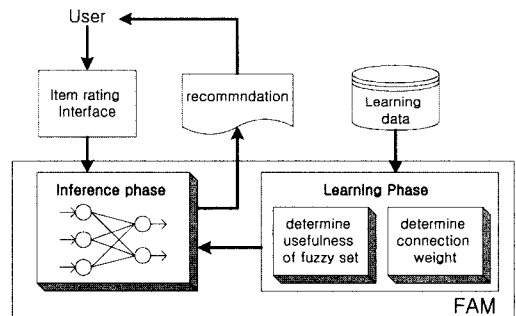 User
Item rating
Interface
recommndation
Learning
data
Inference phase
Learning Phase
determine
usefulness
of fuzzy set
determine
connection
weight
FAM